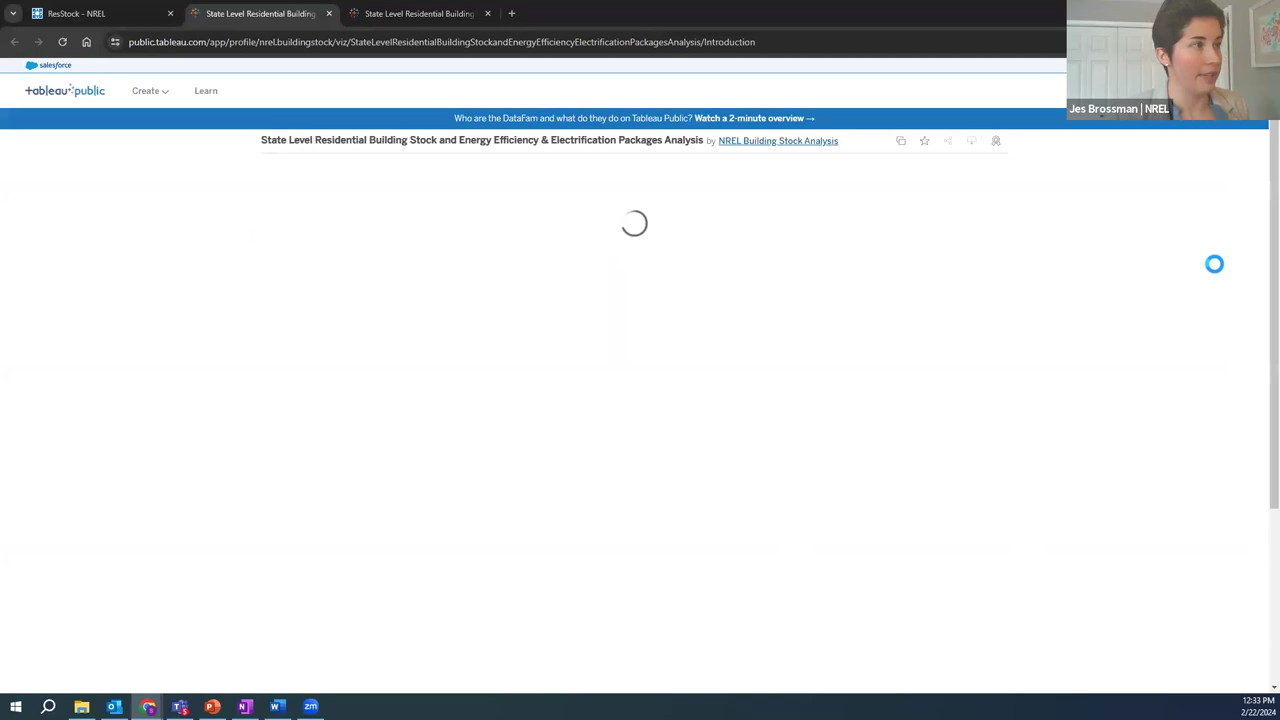 ResStock - NREL
State Level Residential Building
State Level Residential Building
public.tableau.com/app/profile/nrel.buildingstock/viz/StateLevelResidentialBuildingStockandEnergyEfficiencyElectrificationPackagesAnalysis/Introduction
salesforce
Jes Brossman | NREL
tableau public
Create
Learn
Who are the DataFam and what do they do on Tableau Public? Watch a 2-minute overview →
State Level Residential Building Stock and Energy Efficiency & Electrification Packages Analysis by NREL Building Stock Analysis
12:33 PM
2/22/2024